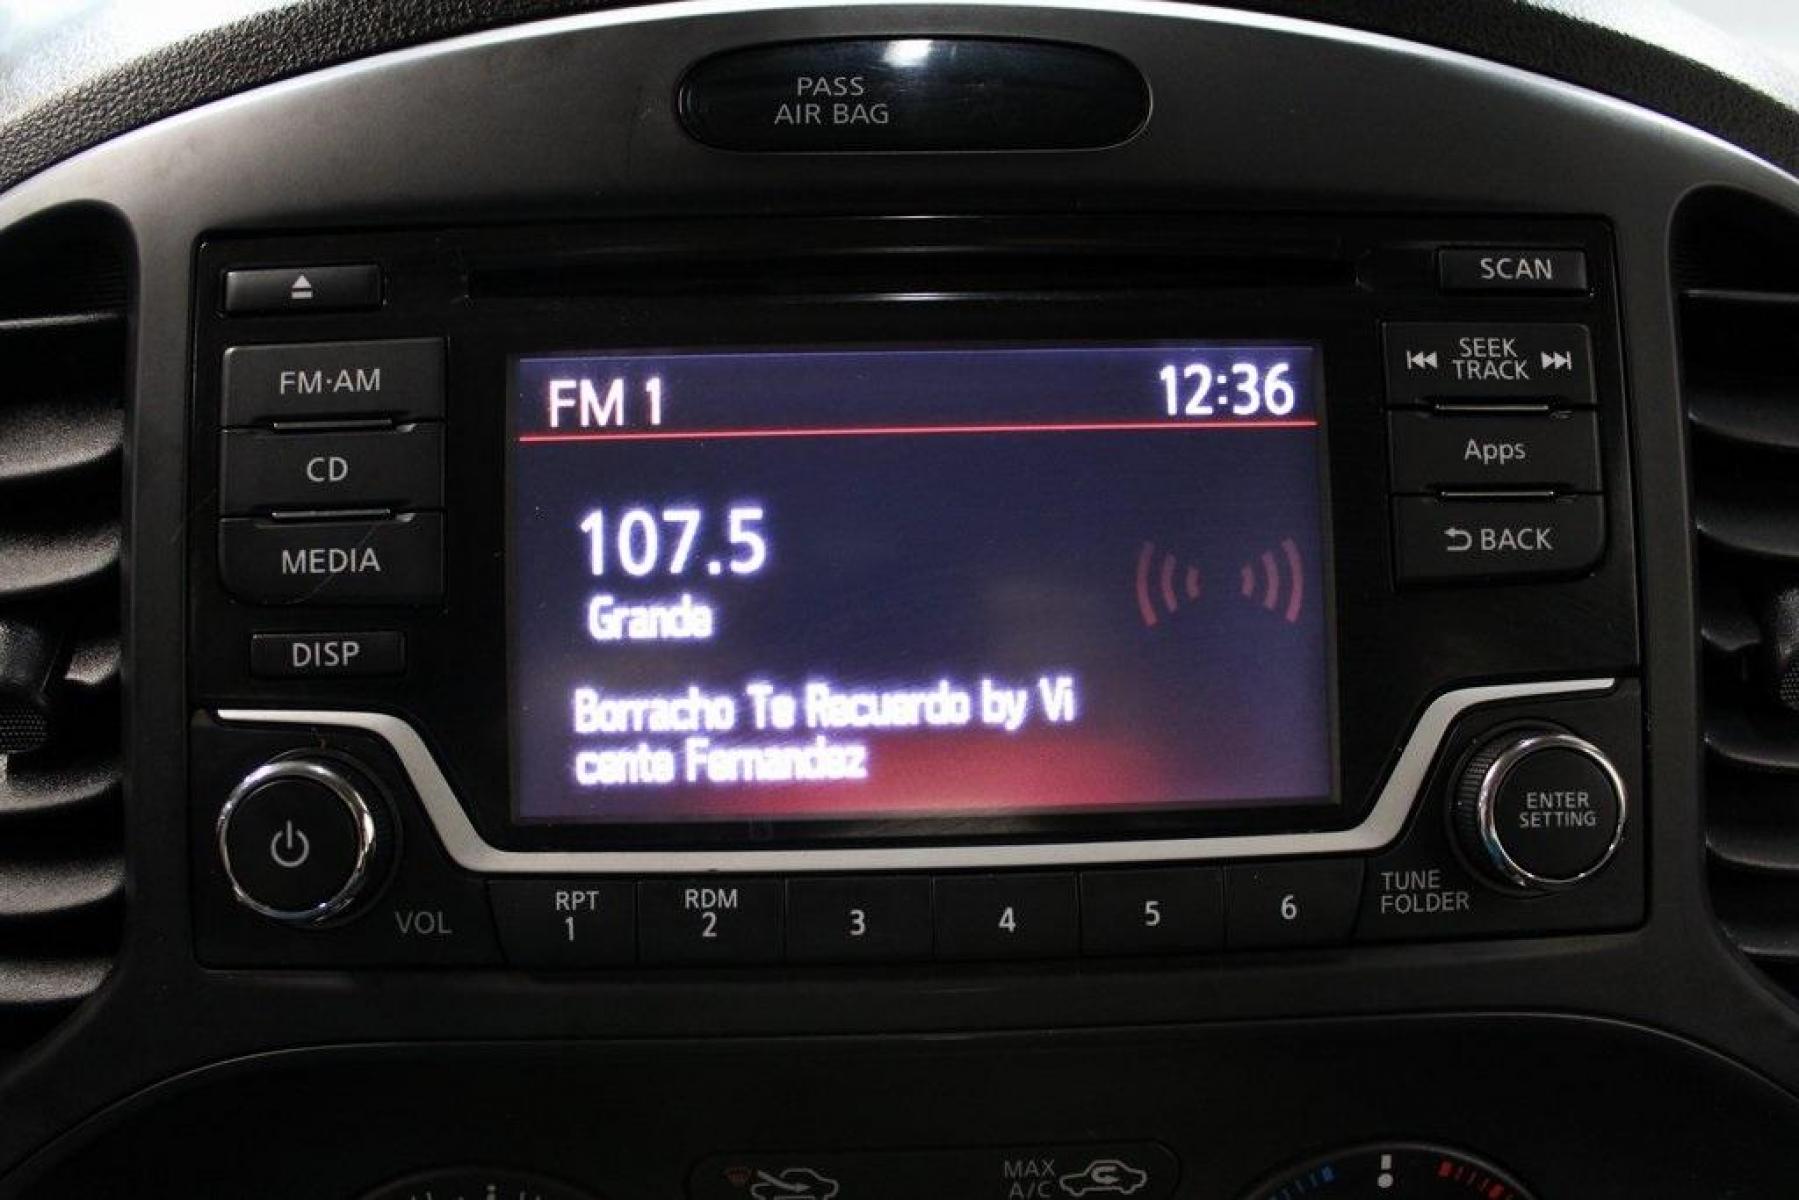 PASS
AIR BAG
SCAN
FM·AM
CD
MEDIA
DISP
FM 1 12:36
107.5
Grande
Borracho Te Recuerdo by Vi
cente Fernandez
SEEK
TRACK
Apps
BACK
VOL
RPT
1
RDM
2
3
4
5
6
TUNE
FOLDER
ENTER
SETTING
MAX
A/C